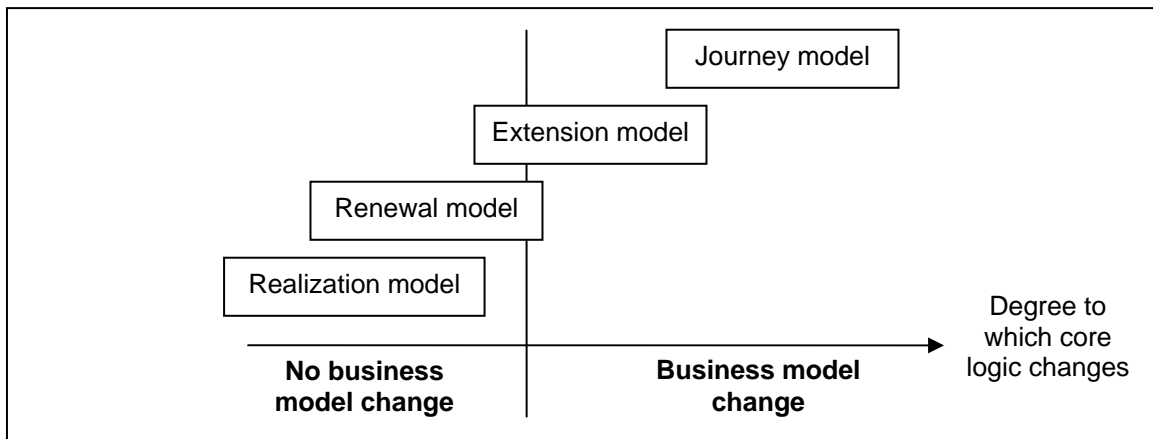 Journey model
Extension model
Renewal model
Realization model
Degree to
which core
logic changes
No business
model change
Business model
change